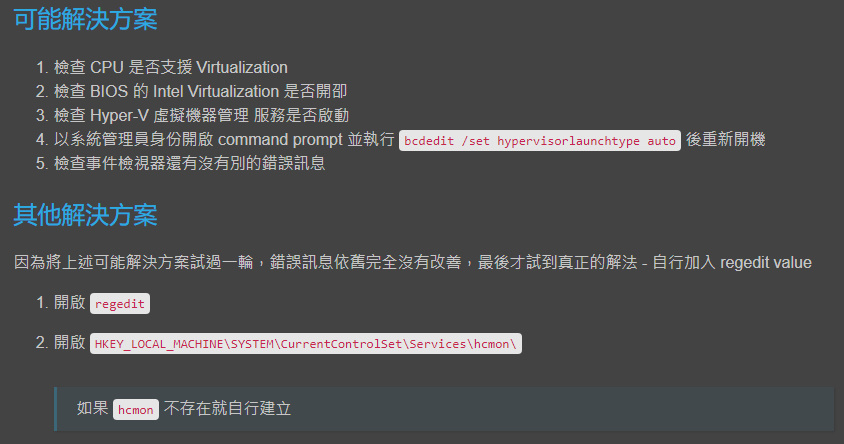 可能解決方案
1. 檢查 CPU 是否支援 Virtualization
2. 檢查 BIOS 的 Intel Virtualization 是否開卲
3. 檢查 Hyper-V 虛擬機器管理 服務是否啟動
4. 以系統管理員身份開啟 command prompt 並執行 bcdedit /set hypervisorlaunchtype auto 後重新開機
5. 檢查事件檢視器還有沒有別的錯誤訊息
其他解決方案
因為將上述可能解決方案試過一輪，錯誤訊息依舊完全沒有改善，最後才試到真正的解法 - 自行加入 regedit value
1. 開啟 regedit
2. 開啟 HKEY_LOCAL_MACHINE\SYSTEM\CurrentControlSet\Services\hcmon\
如果 hcmon 不存在就自行建立